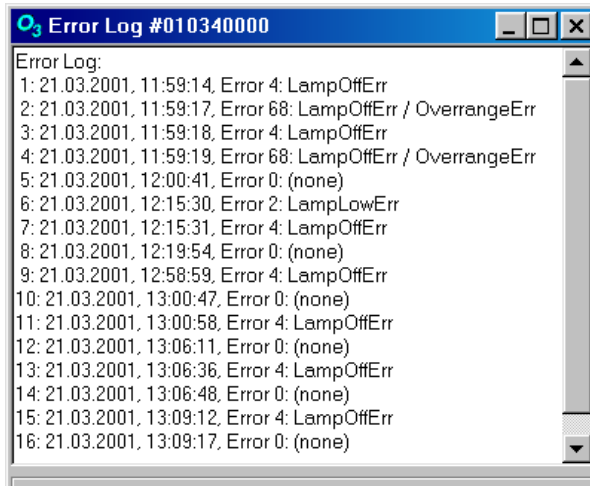 O3 Error Log #010340000
Error Log:
1: 21.03.2001, 11:59:14, Error 4: LampOffErr
2: 21.03.2001, 11:59:17, Error 68: LampOffErr / OverrangeErr
3: 21.03.2001, 11:59:18, Error 4: LampOffErr
4: 21.03.2001, 11:59:19, Error 68: LampOffErr / OverrangeErr
5: 21.03.2001, 12:00:41, Error 0: (none)
6: 21.03.2001, 12:15:30, Error 2: LampLowErr
7: 21.03.2001, 12:15:31, Error 4: LampOffErr
8: 21.03.2001, 12:19:54, Error 0: (none)
9: 21.03.2001, 12:58:59, Error 4: LampOffErr
10: 21.03.2001, 13:00:47, Error 0: (none)
11: 21.03.2001, 13:00:58, Error 4: LampOffErr
12: 21.03.2001, 13:06:11, Error 0: (none)
13: 21.03.2001, 13:06:36, Error 4: LampOffErr
14: 21.03.2001, 13:06:48, Error 0: (none)
15: 21.03.2001, 13:09:12, Error 4: LampOffErr
16: 21.03.2001, 13:09:17, Error 0: (none)